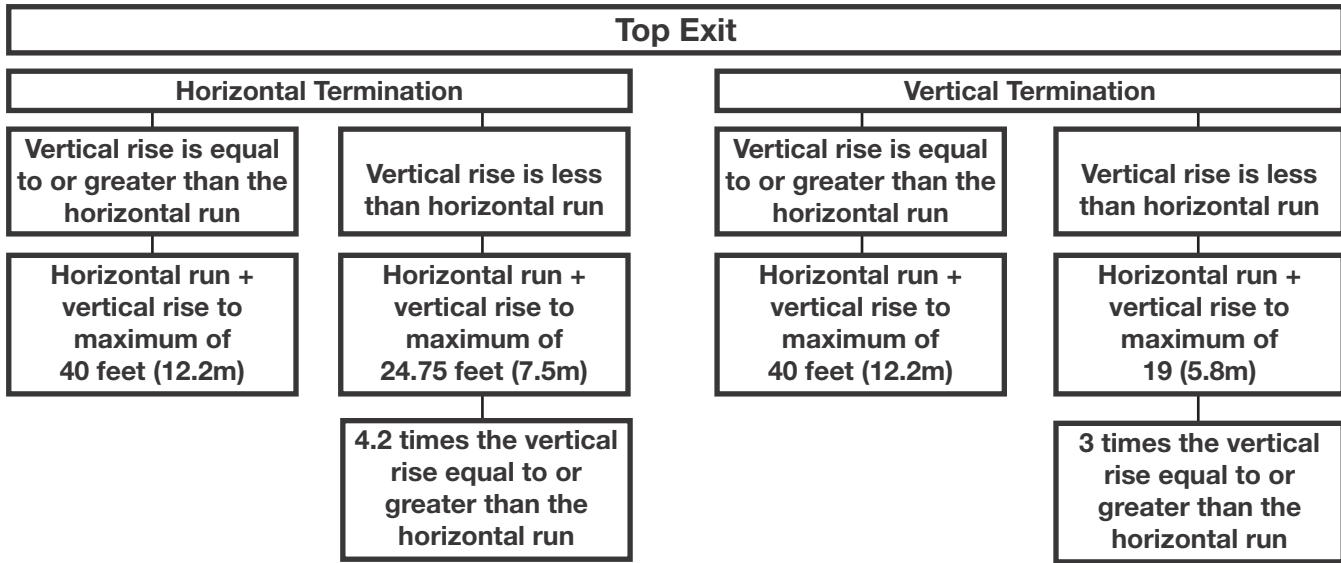 Top Exit
Horizontal Termination
Vertical rise is equal
to or greater than the
horizontal run
Horizontal run +
vertical rise to
maximum of
40 feet (12.2m)
Vertical rise is less
than horizontal run
Horizontal run +
vertical rise to
maximum of
24.75 feet (7.5m)
4.2 times the vertical
rise equal to or
greater than the
horizontal run
Vertical Termination
Vertical rise is equal
to or greater than the
horizontal run
Horizontal run +
vertical rise to
maximum of
40 feet (12.2m)
Vertical rise is less
than horizontal run
Horizontal run +
vertical rise to
maximum of
19 (5.8m)
3 times the vertical
rise equal to or
greater than the
horizontal run